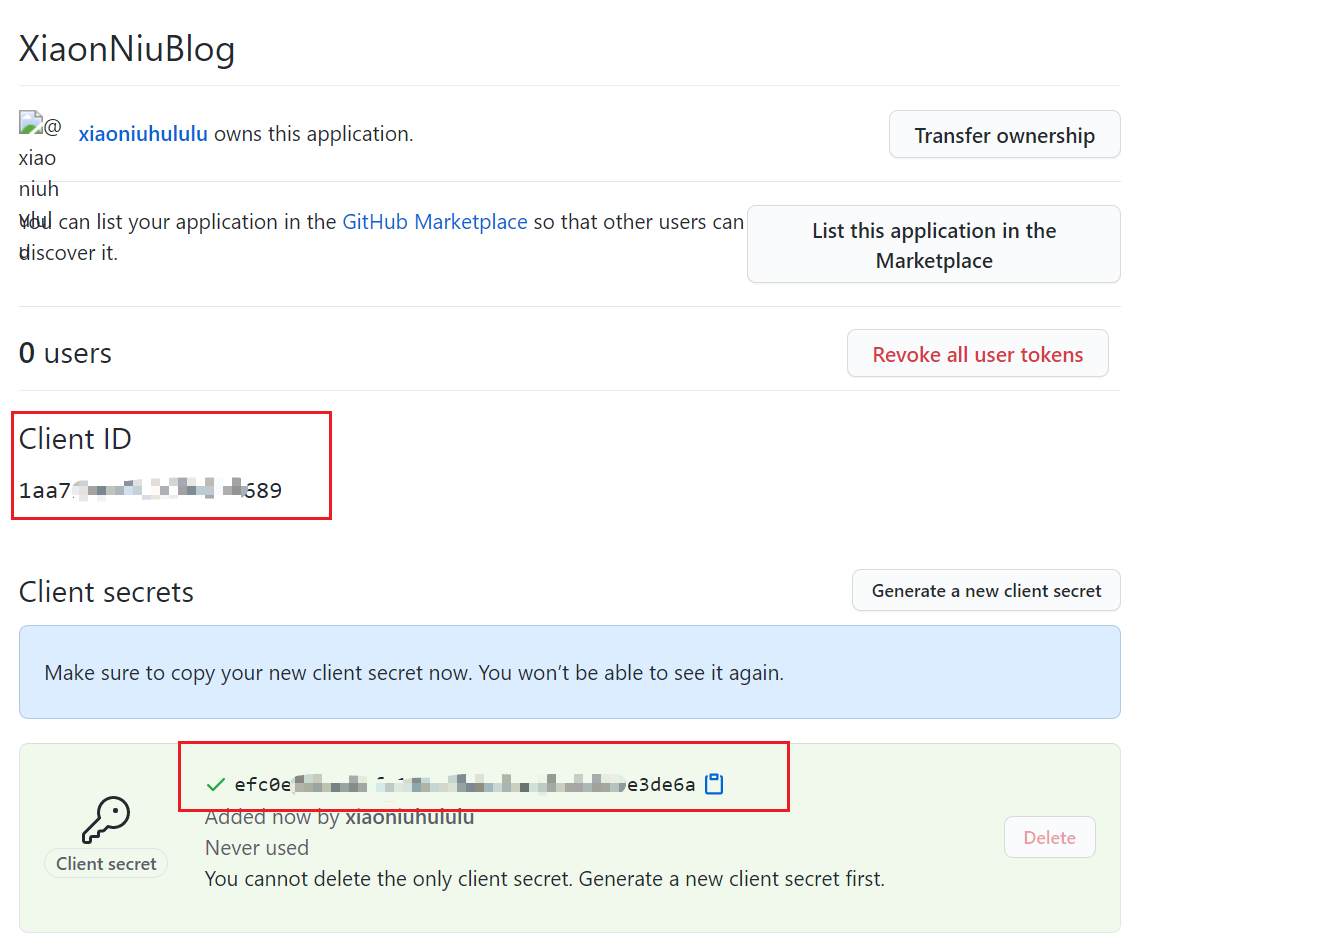 XiaonNiuBlog
@xiaoniuhululu
xiaoniuhululu owns this application.
Transfer ownership
You can list your application in the GitHub Marketplace so that other users can
discover it.
List this application in the
Marketplace
0 users
Revoke all user tokens
Client ID
1aa7 689
Client secrets
Generate a new client secret
Make sure to copy your new client secret now. You won’t be able to see it again.
efc0e e3de6a
Added now by xiaoniuhululu
Never used
You cannot delete the only client secret. Generate a new client secret first.
Client secret
Delete